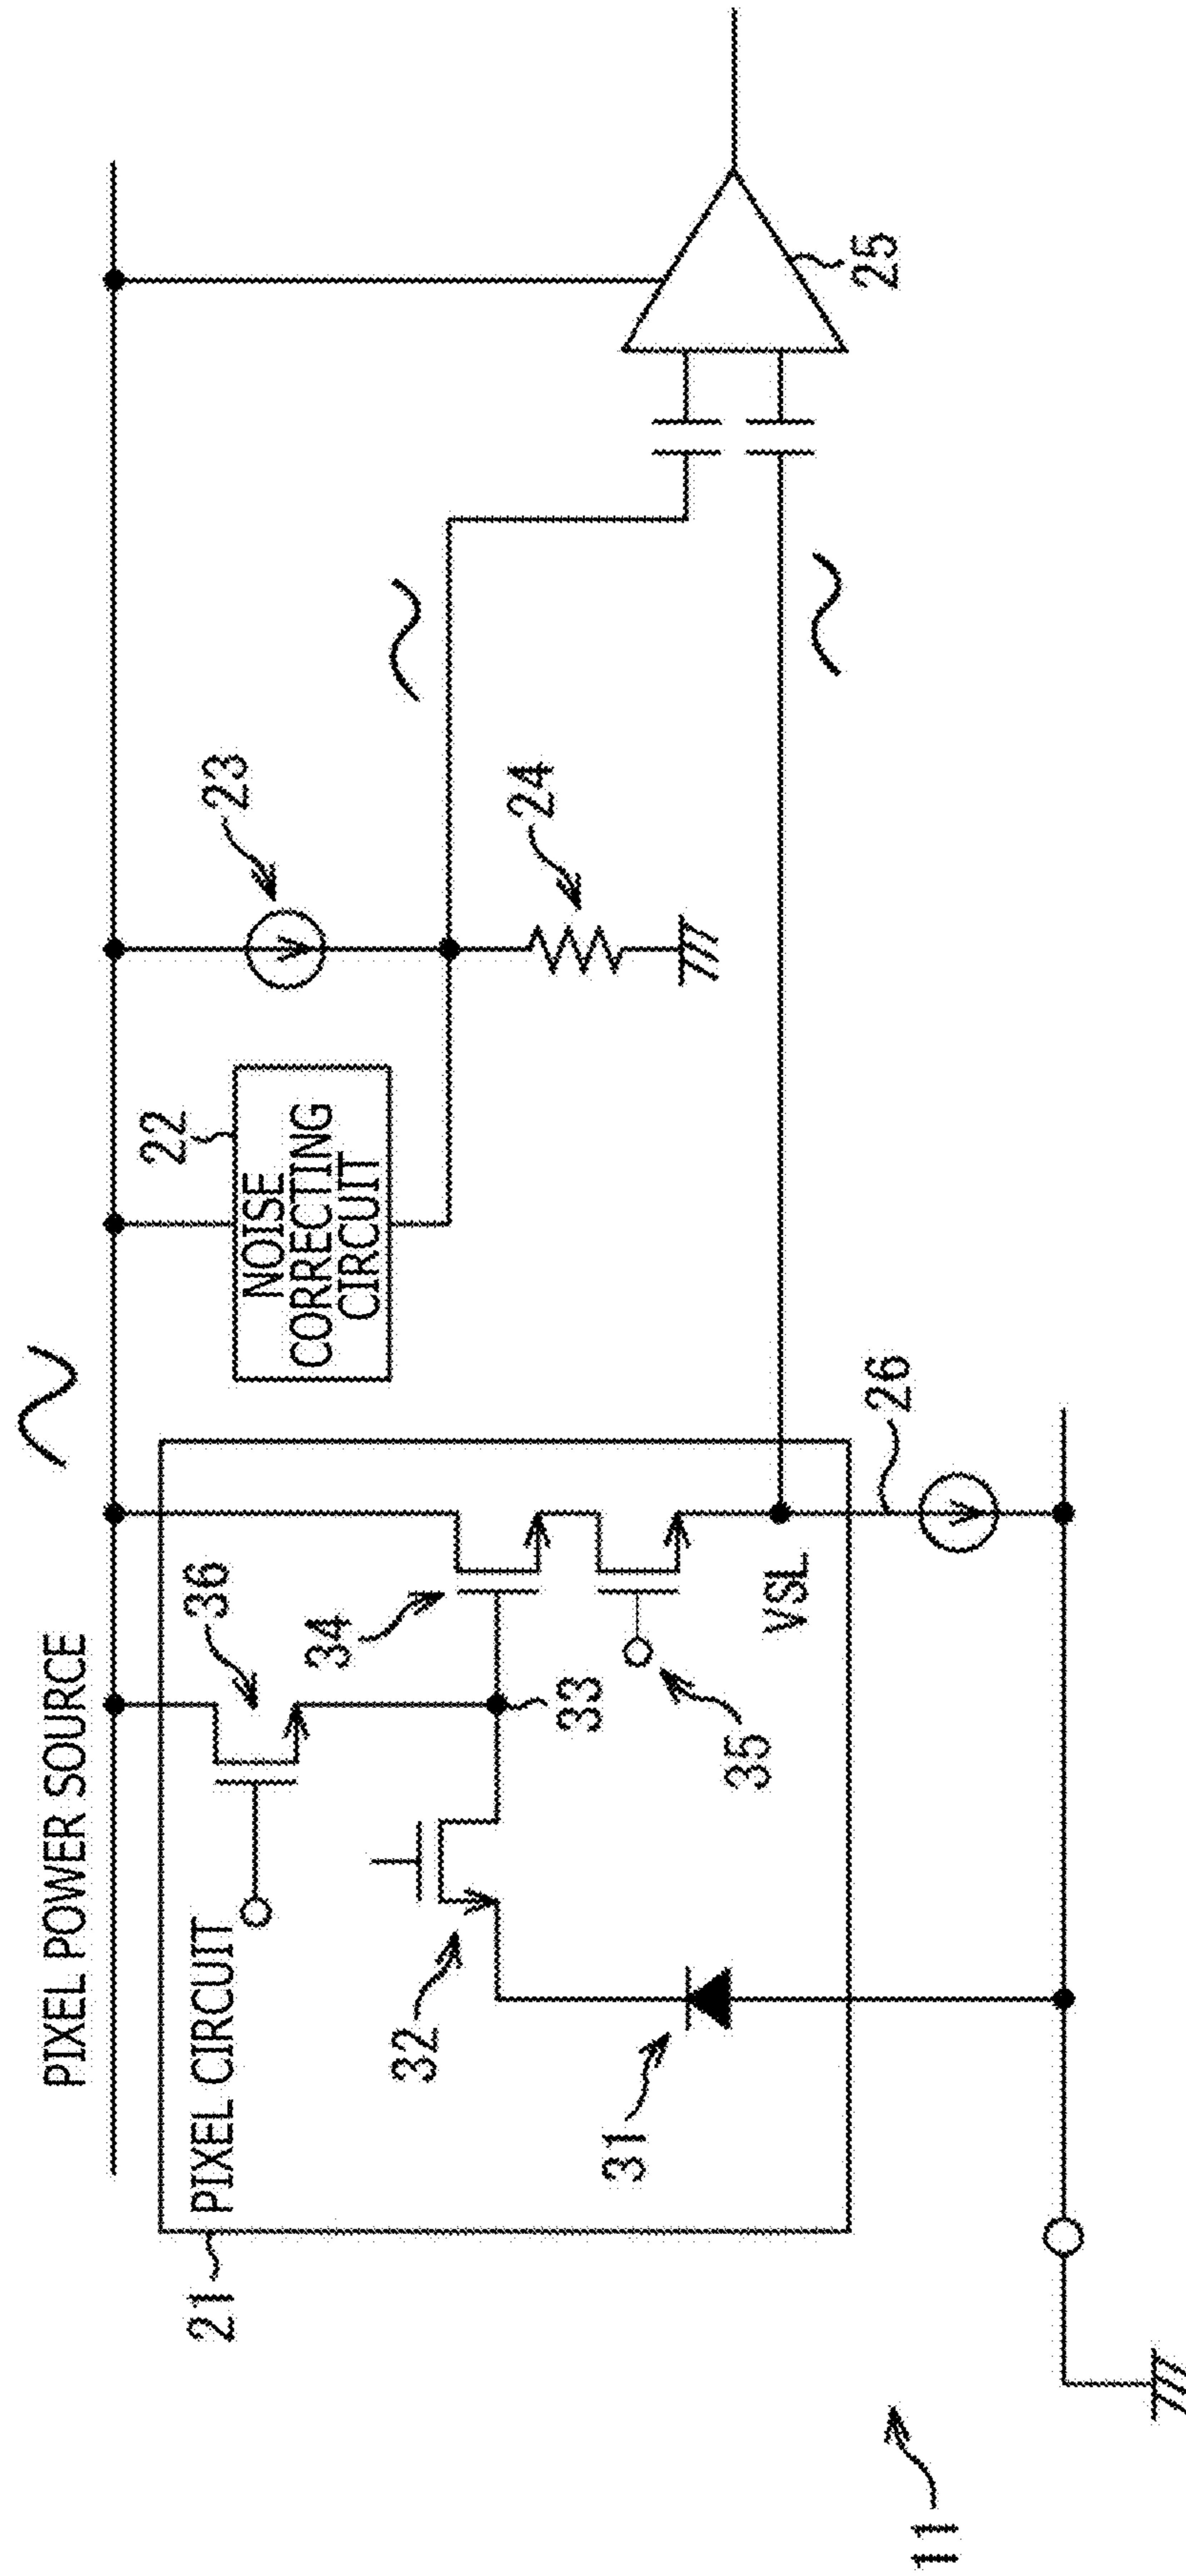 PIXEL POWER SOURCE
21
PIXEL CIRCUIT
36
34
33
32
31
35
VSL
26
22
NOISE
CORRECTING
CIRCUIT
23
24
25
11